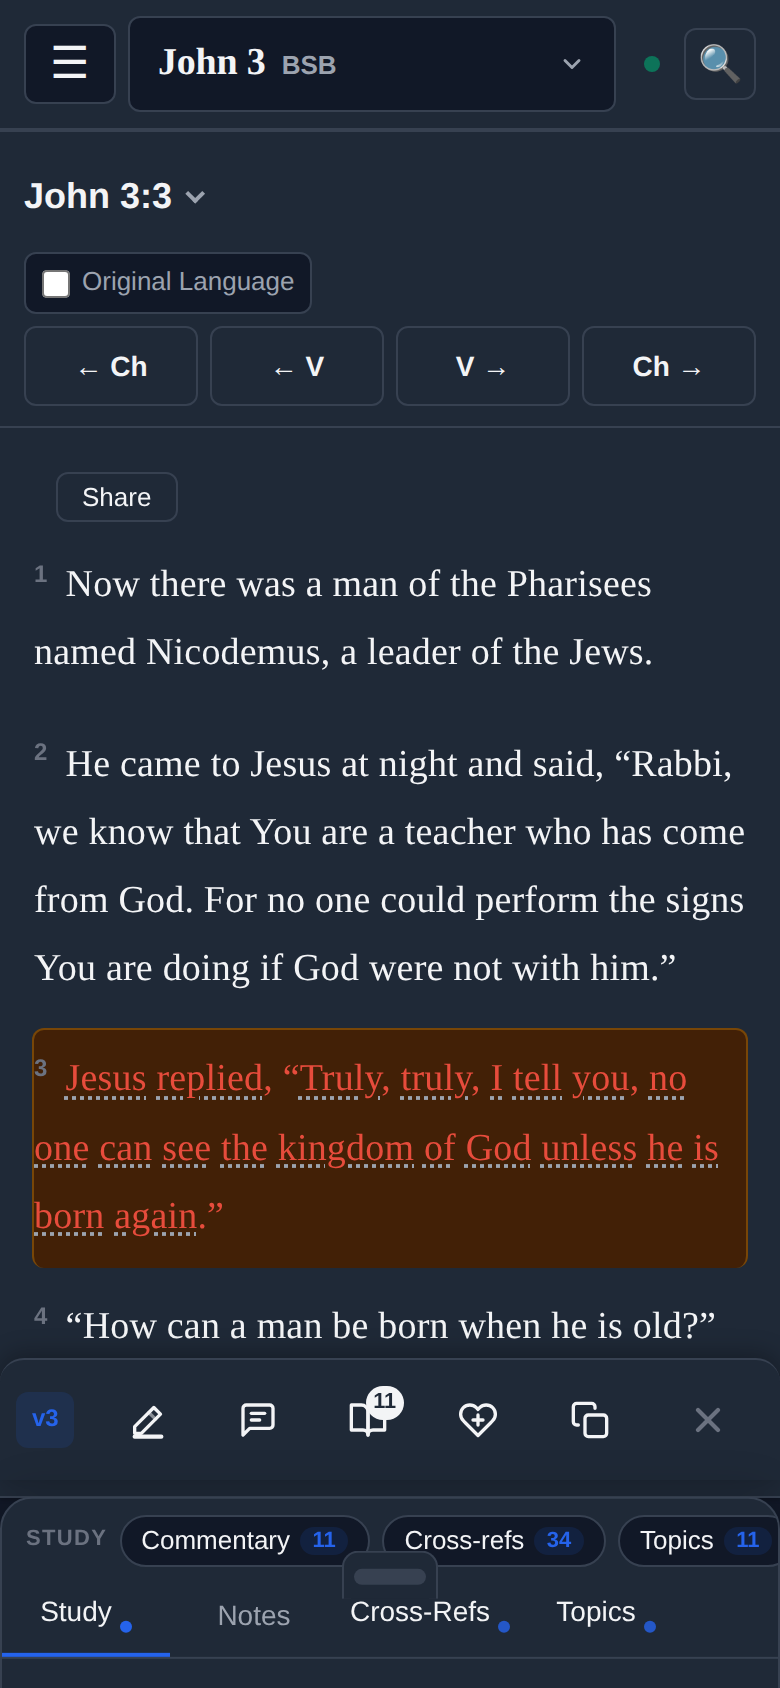 ☰ John 3 BSB
John 3:3
Original Language
← Ch ← V V → Ch →
Share
1 Now there was a man of the Pharisees
named Nicodemus, a leader of the Jews.
2 He came to Jesus at night and said, “Rabbi,
we know that You are a teacher who has come
from God. For no one could perform the signs
You are doing if God were not with him.”
3 Jesus replied, “Truly, truly, I tell you, no
one can see the kingdom of God unless he is
born again.”
4 “How can a man be born when he is old?”
v3 11
STUDY Commentary 11 Cross-refs 34 Topics 11
Study Notes Cross-Refs Topics